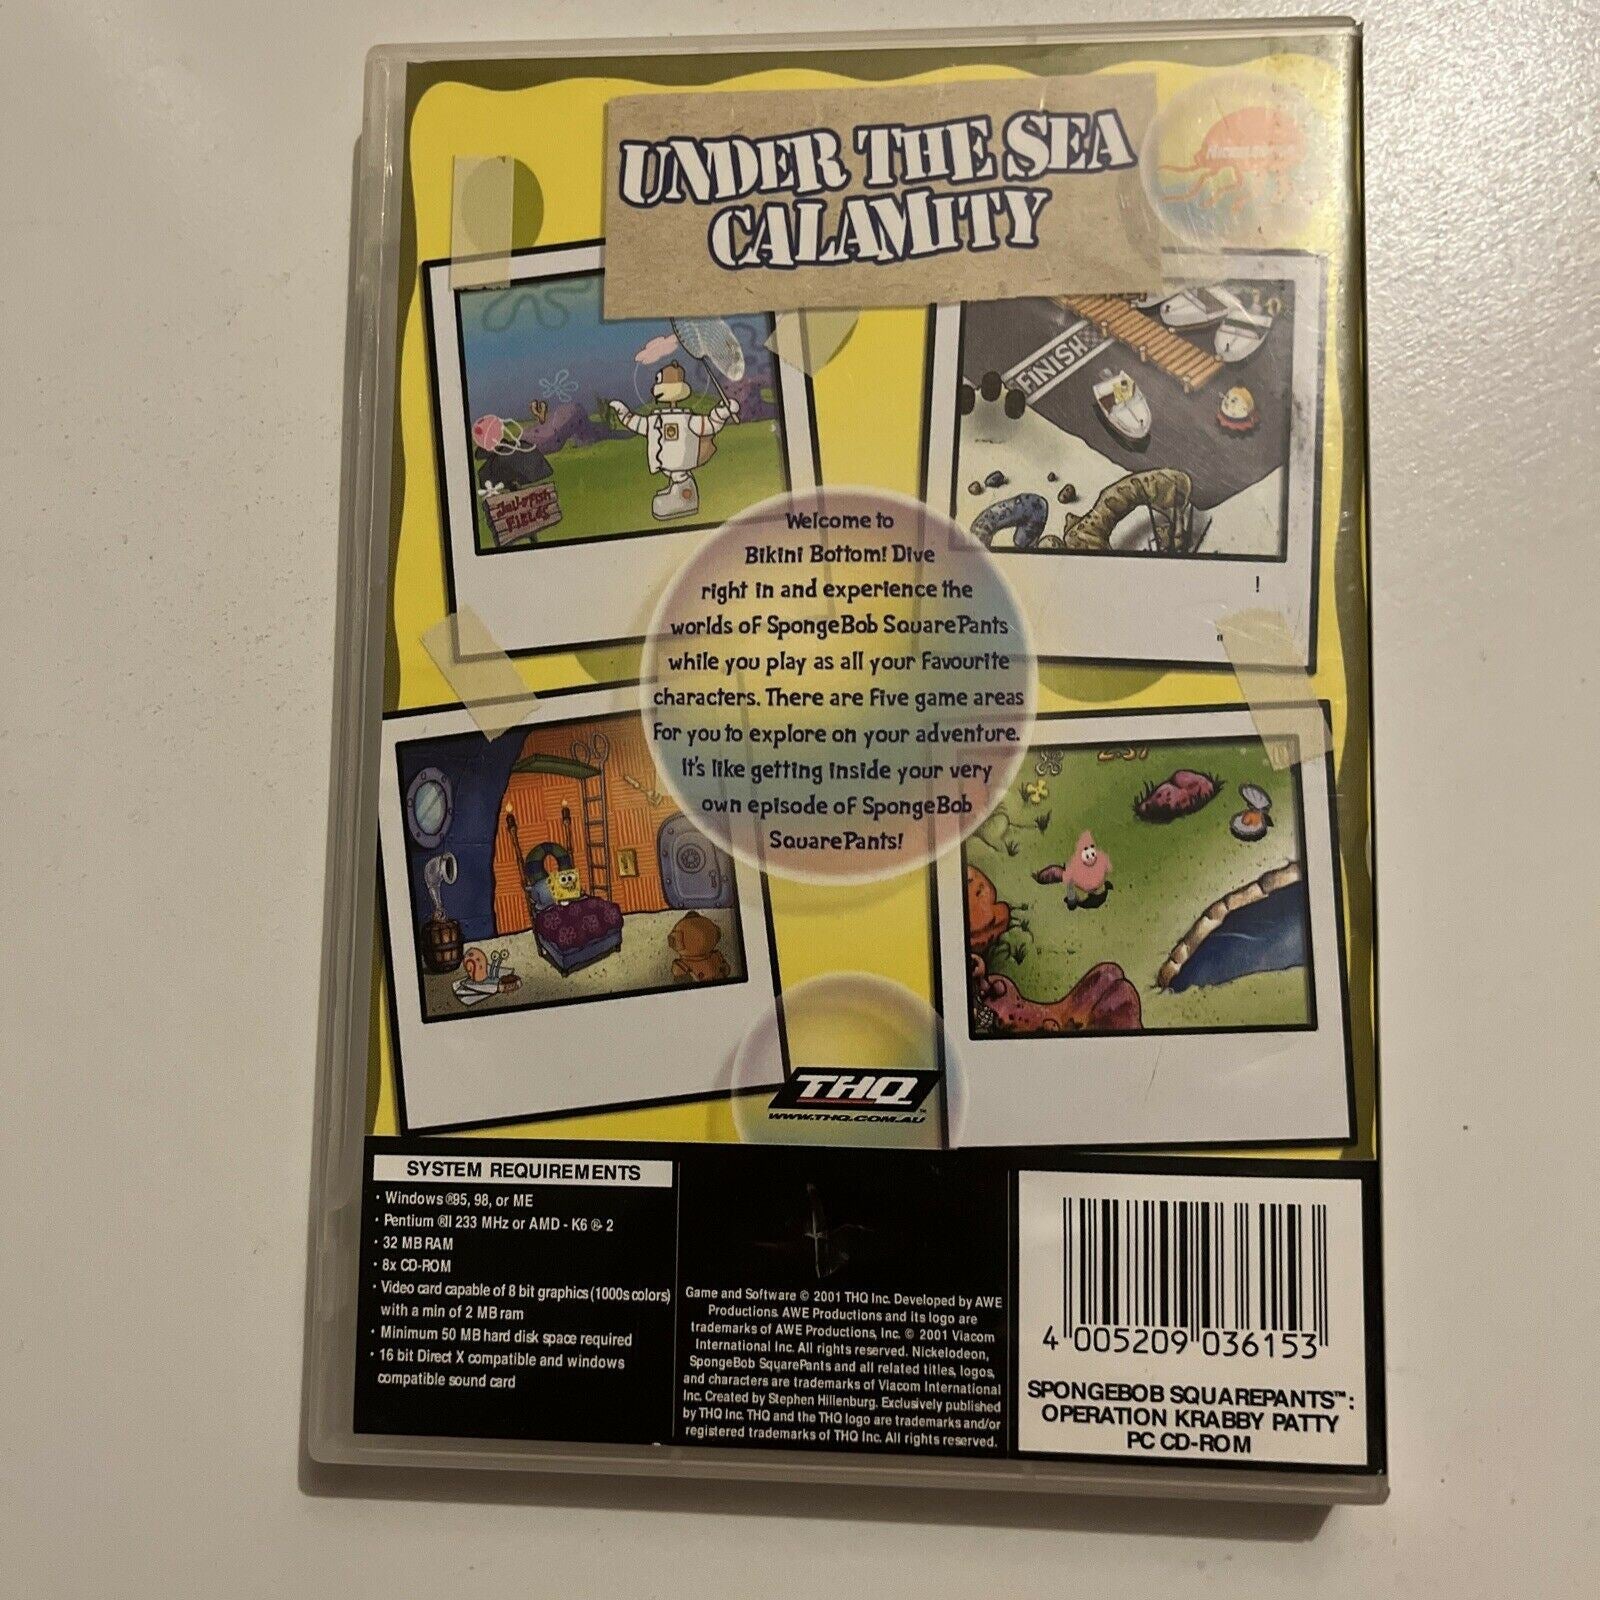 UNDER THE SEA
CALAMITY
NICKELODEON
FINISH
Jellyfish
FIELDS
Welcome to
Bikini Bottom! Dive
right in and experience the
worlds of SpongeBob SquarePants
while you play as all your favourite
characters. There are five game areas
for you to explore on your adventure.
It's like getting inside your very
own episode of SpongeBob
SquarePants!
!
"
2:57
THQ™
WWW.THQ.COM.AU
SYSTEM REQUIREMENTS
• Windows ®95, 98, or ME
• Pentium ®II 233 MHz or AMD - K6 ®- 2
• 32 MB RAM
• 8x CD-ROM
• Video card capable of 8 bit graphics (1000s colors)
with a min of 2 MB ram
• Minimum 50 MB hard disk space required
• 16 bit Direct X compatible and windows
compatible sound card
Game and Software © 2001 THQ Inc. Developed by AWE
Productions. AWE Productions and its logo are
trademarks of AWE Productions, Inc. © 2001 Viacom
International Inc. All rights reserved. Nickelodeon,
SpongeBob SquarePants and all related titles, logos,
and characters are trademarks of Viacom International
Inc. Created by Stephen Hillenburg. Exclusively published
by THQ Inc. THQ and the THQ logo are trademarks and/or
registered trademarks of THQ Inc. All rights reserved.
4 005209 036153
SPONGEBOB SQUAREPANTS™:
OPERATION KRABBY PATTY
PC CD-ROM